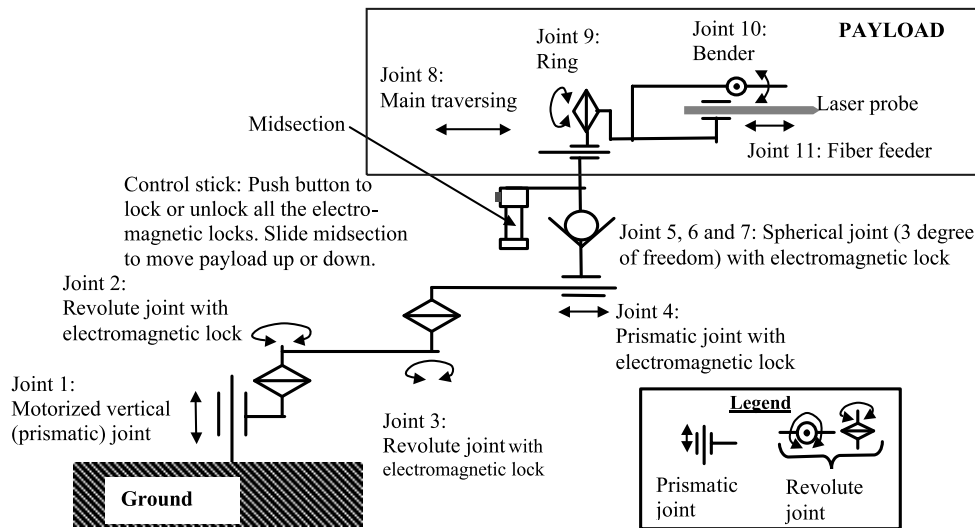 PAYLOAD
Joint 10:
Bender
Joint 9:
Ring
Joint 8:
Main traversing
Laser probe
Joint 11: Fiber feeder
Midsection
Control stick: Push button to
lock or unlock all the electro-
magnetic locks. Slide midsection
to move payload up or down.
Joint 5, 6 and 7: Spherical joint (3 degree
of freedom) with electromagnetic lock
Joint 2:
Revolute joint with
electromagnetic lock
Joint 4:
Prismatic joint with
electromagnetic lock
Joint 1:
Motorized vertical
(prismatic) joint
Joint 3:
Revolute joint with
electromagnetic lock
Ground
Legend
Prismatic
joint
Revolute
joint